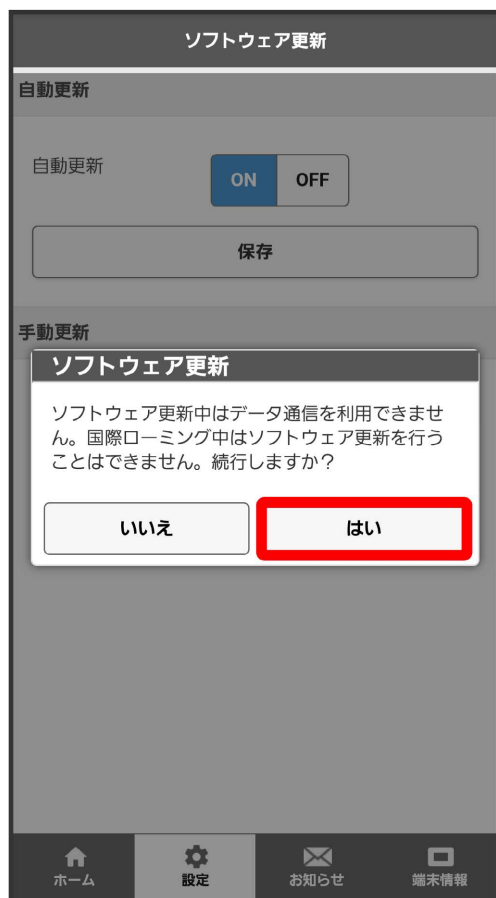 ソフトウェア更新
自動更新
自動更新
ON OFF
保存
手動更新
ソフトウェア更新
ソフトウェア更新中はデータ通信を利用できませ
ん。国際ローミング中はソフトウェア更新を行う
ことはできません。続行しますか？
いいえ はい
ホーム 設定 お知らせ 端末情報